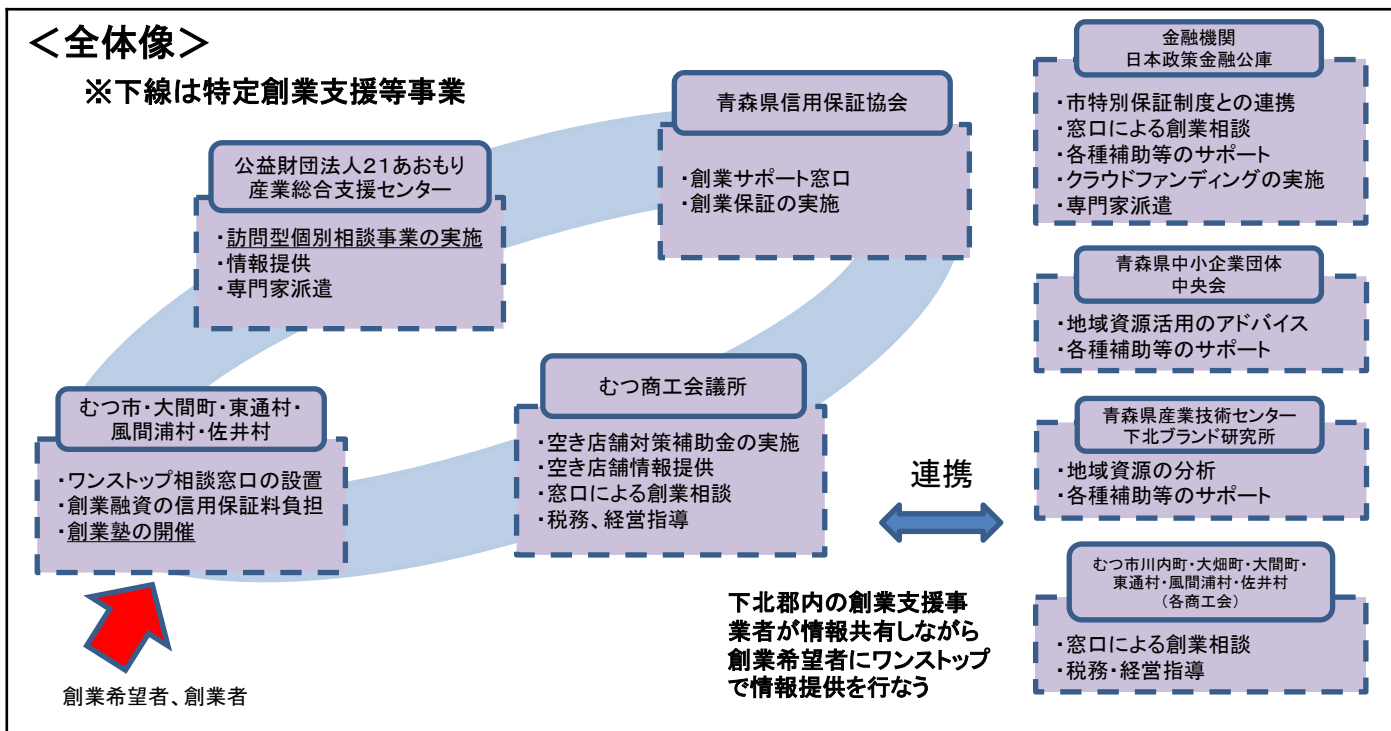 ＜全体像＞
※下線は特定創業支援等事業
公益財団法人２１あおもり
産業総合支援センター
・訪問型個別相談事業の実施
・情報提供
・専門家派遣
青森県信用保証協会
・創業サポート窓口
・創業保証の実施
むつ市・大間町・東通村・
風間浦村・佐井村
・ワンストップ相談窓口の設置
・創業融資の信用保証料負担
・創業塾の開催
むつ商工会議所
・空き店舗対策補助金の実施
・空き店舗情報提供
・窓口による創業相談
・税務、経営指導
創業希望者、創業者
連携
下北郡内の創業支援事
業者が情報共有しながら
創業希望者にワンストップ
で情報提供を行なう
金融機関
日本政策金融公庫
・市特別保証制度との連携
・窓口による創業相談
・各種補助等のサポート
・クラウドファンディングの実施
・専門家派遣
青森県中小企業団体
中央会
・地域資源活用のアドバイス
・各種補助等のサポート
青森県産業技術センター
下北ブランド研究所
・地域資源の分析
・各種補助等のサポート
むつ市川内町・大畑町・大間町・
東通村・風間浦村・佐井村
（各商工会）
・窓口による創業相談
・税務・経営指導